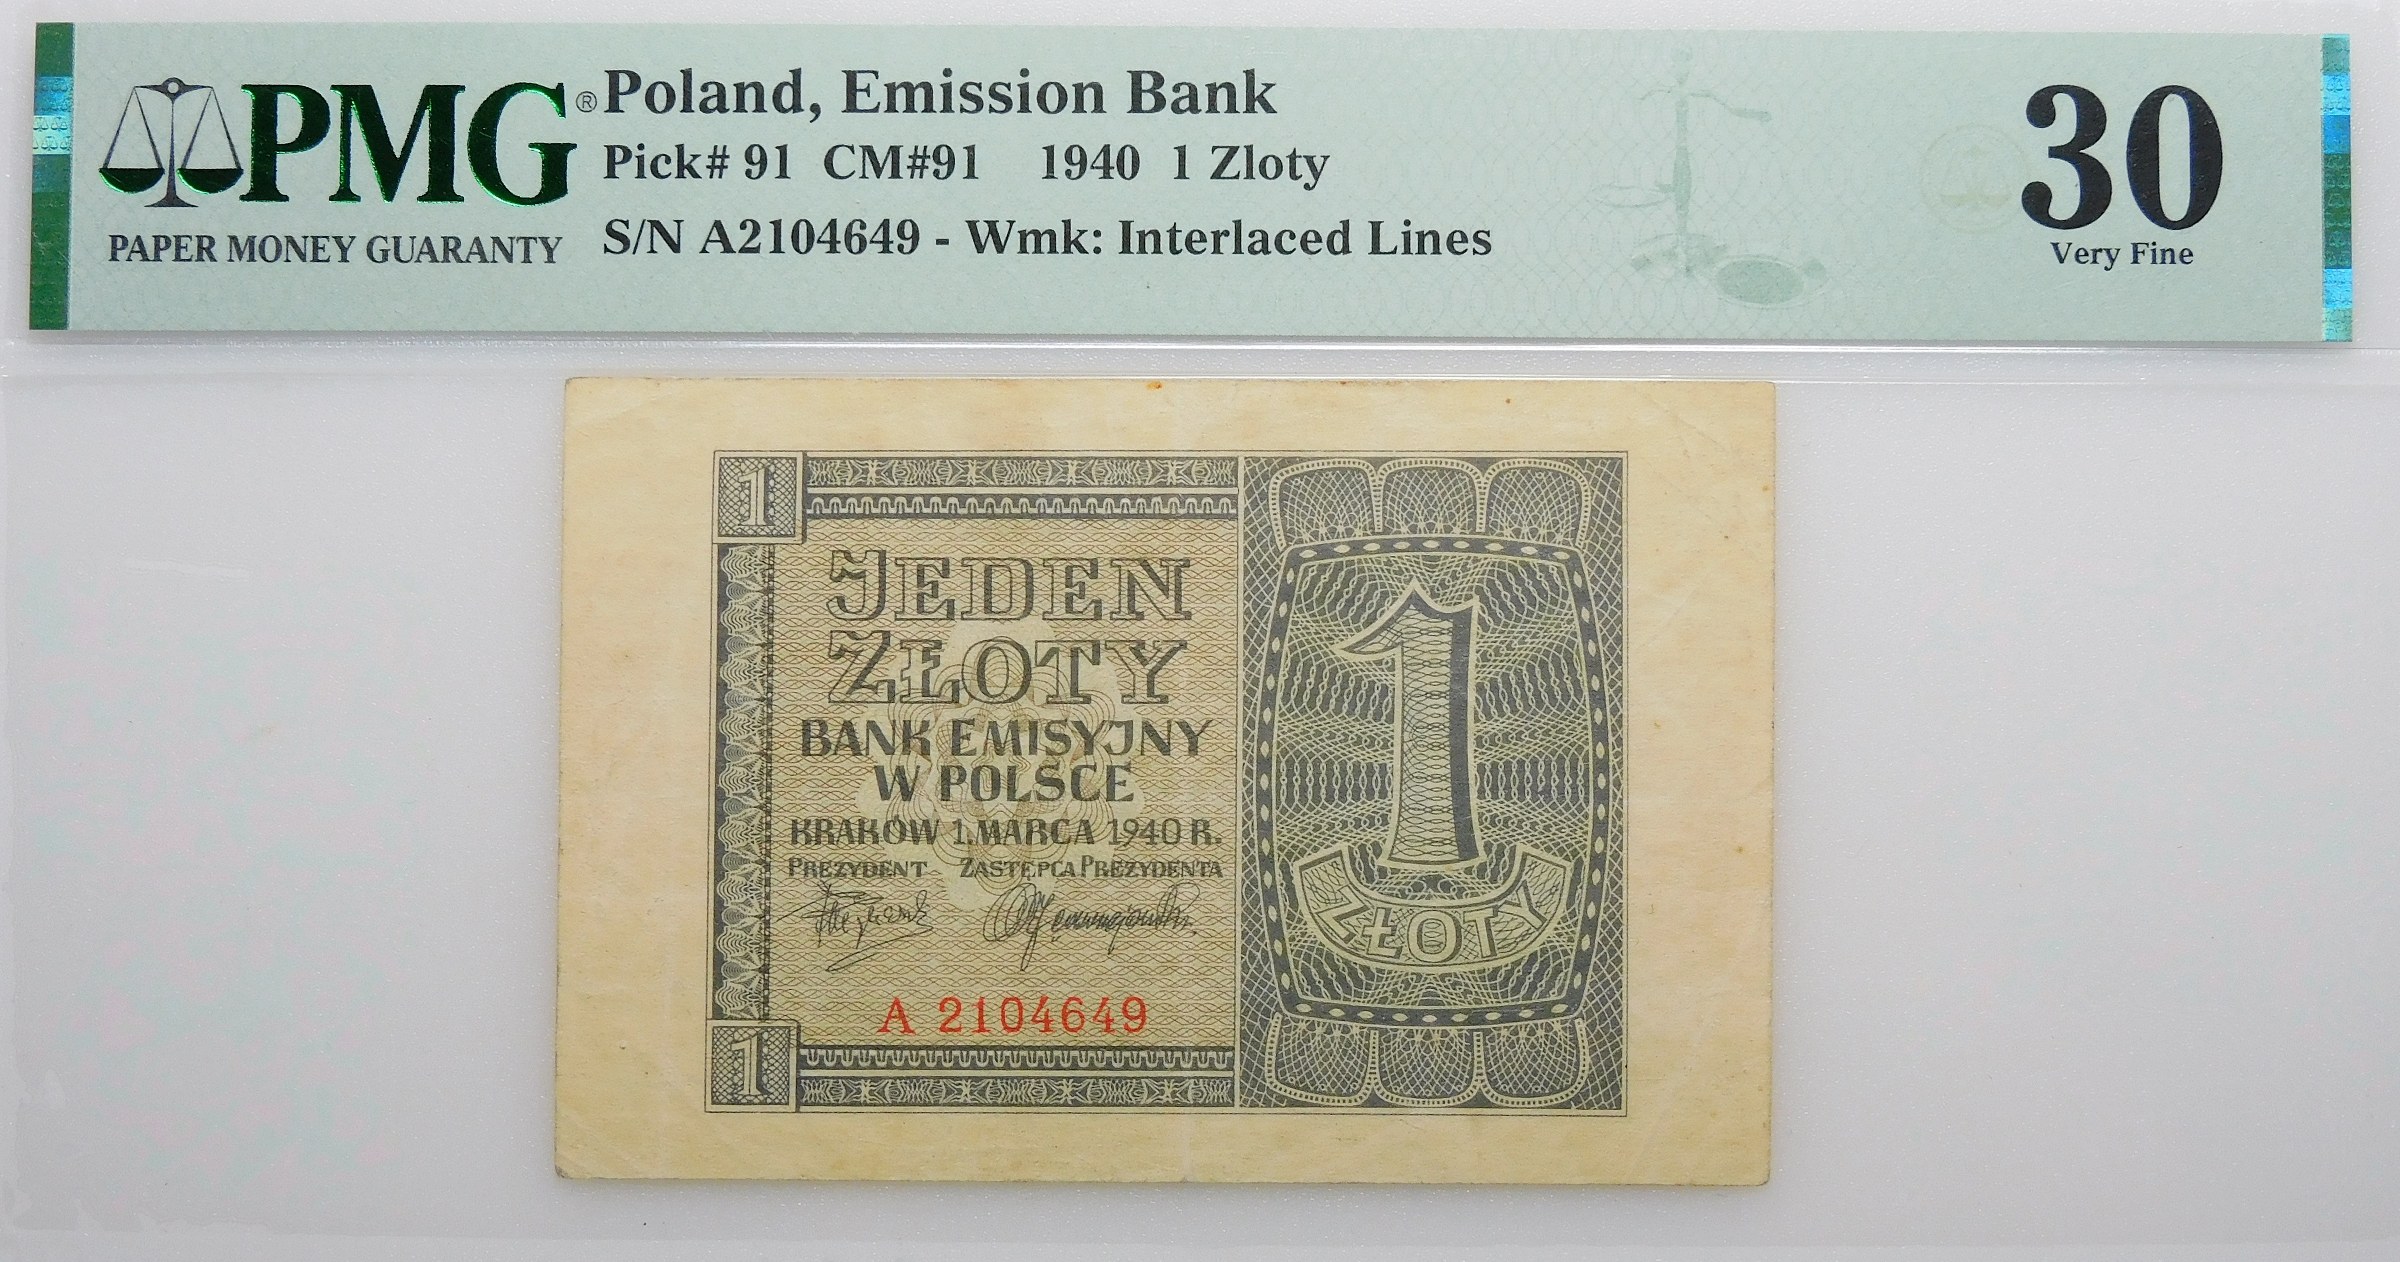 PMG®
PAPER MONEY GUARANTY
Poland, Emission Bank
Pick# 91 CM#91 1940 1 Zloty
S/N A2104649 - Wmk: Interlaced Lines
30
Very Fine
1
JEDEN
ZŁOTY
BANK EMISYJNY
W POLSCE
KRAKÓW 1. MARCA 1940 R.
PREZYDENT ZASTĘPCA PREZYDENTA
A 2104649
1
1
ZŁOTY